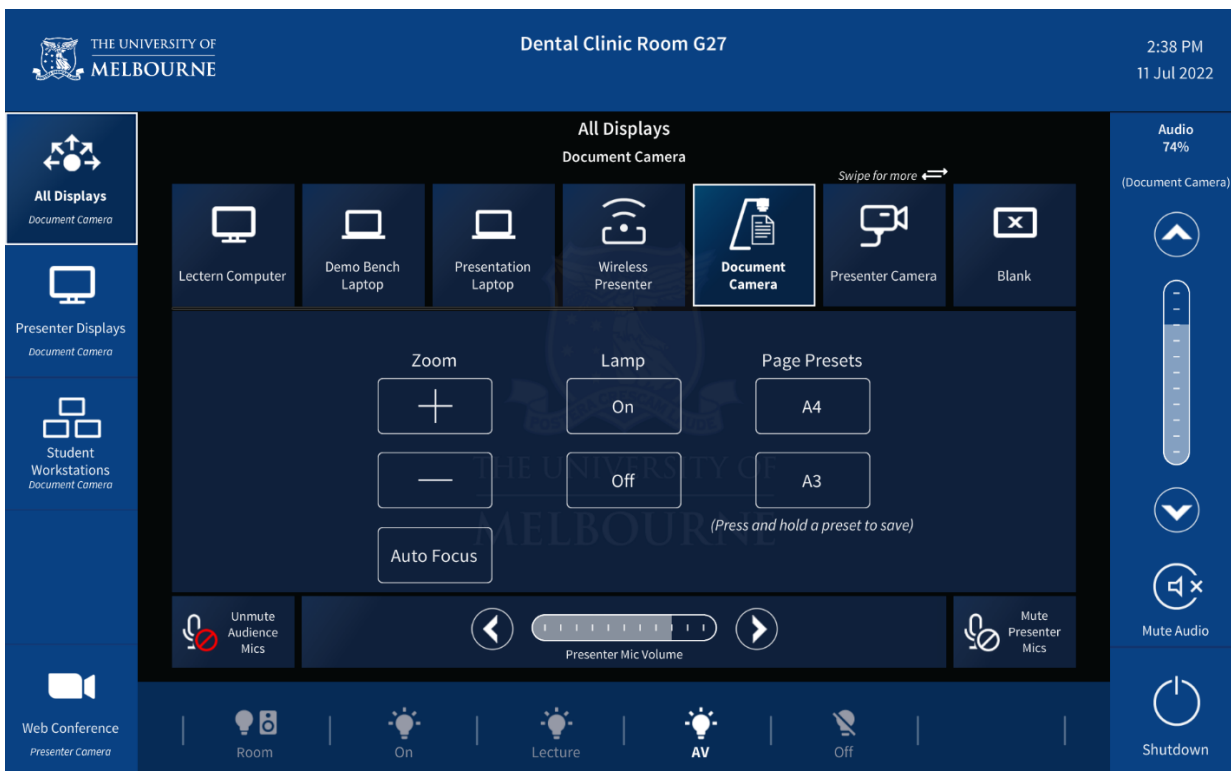 THE UNIVERSITY OF
MELBOURNE
Dental Clinic Room G27
2:38 PM
11 Jul 2022
All Displays
Document Camera
Presenter Displays
Document Camera
Student
Workstations
Document Camera
Web Conference
Presenter Camera
All Displays
Document Camera
Swipe for more
Lectern Computer
Demo Bench
Laptop
Presentation
Laptop
Wireless
Presenter
Document
Camera
Presenter Camera
Blank
Zoom
Lamp
Page Presets
On
A4
Off
A3
(Press and hold a preset to save)
Auto Focus
THE UNIVERSITY OF
MELBOURNE
Unmute
Audience
Mics
Presenter Mic Volume
Mute
Presenter
Mics
Room
On
Lecture
AV
Off
Audio
74%
(Document Camera)
Mute Audio
Shutdown